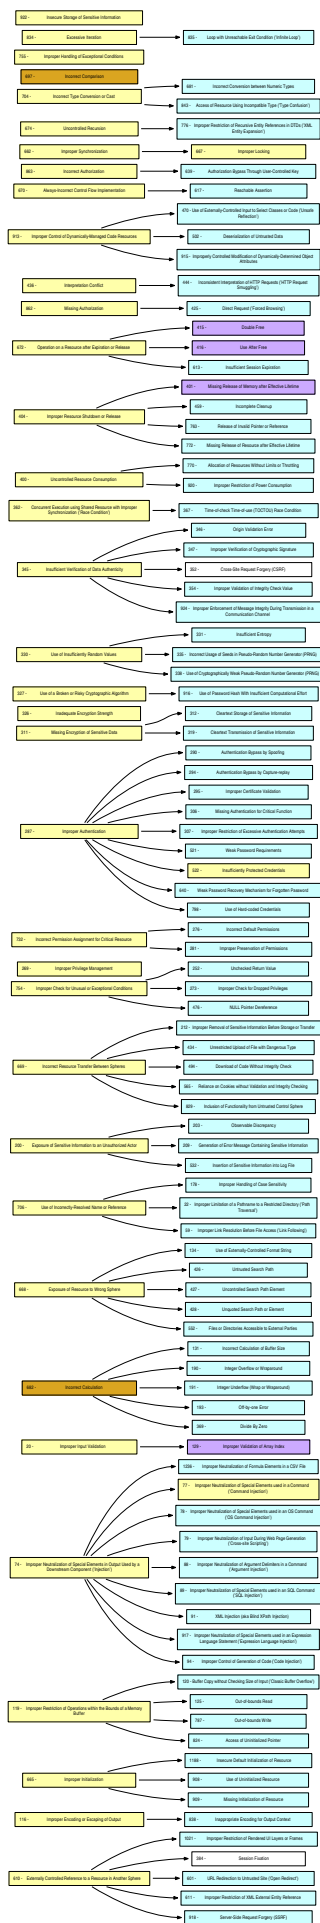 922 - Insecure Storage of Sensitive Information
834 - Excessive Iteration
835 - Loop with Unreachable Exit Condition ('Infinite Loop')
755 - Improper Handling of Exceptional Conditions
697 - Incorrect Comparison
704 - Incorrect Type Conversion or Cast
681 - Incorrect Conversion between Numeric Types
843 - Access of Resource Using Incompatible Type ('Type Confusion')
674 - Uncontrolled Recursion
776 - Improper Restriction of Recursive Entity References in DTDs ('XML
Entity Expansion')
662 - Improper Synchronization
667 - Improper Locking
863 - Incorrect Authorization
639 - Authorization Bypass Through User-Controlled Key
670 - Always-Incorrect Control Flow Implementation
617 - Reachable Assertion
913 - Improper Control of Dynamically-Managed Code Resources
470 - Use of Externally-Controlled Input to Select Classes or Code ('Unsafe
Reflection')
502 - Deserialization of Untrusted Data
915 - Improperly Controlled Modification of Dynamically-Determined Object
Attributes
436 - Interpretation Conflict
444 - Inconsistent Interpretation of HTTP Requests ('HTTP Request
Smuggling')
862 - Missing Authorization
425 - Direct Request ('Forced Browsing')
672 - Operation on a Resource after Expiration or Release
415 - Double Free
416 - Use After Free
613 - Insufficient Session Expiration
404 - Improper Resource Shutdown or Release
401 - Missing Release of Memory after Effective Lifetime
459 - Incomplete Cleanup
763 - Release of Invalid Pointer or Reference
772 - Missing Release of Resource after Effective Lifetime
400 - Uncontrolled Resource Consumption
770 - Allocation of Resources Without Limits or Throttling
920 - Improper Restriction of Power Consumption
362 - Concurrent Execution using Shared Resource with Improper
Synchronization ('Race Condition')
367 - Time-of-check Time-of-use (TOCTOU) Race Condition
345 - Insufficient Verification of Data Authenticity
346 - Origin Validation Error
347 - Improper Verification of Cryptographic Signature
352 - Cross-Site Request Forgery (CSRF)
354 - Improper Validation of Integrity Check Value
924 - Improper Enforcement of Message Integrity During Transmission in a
Communication Channel
330 - Use of Insufficiently Random Values
331 - Insufficient Entropy
335 - Incorrect Usage of Seeds in Pseudo-Random Number Generator (PRNG)
338 - Use of Cryptographically Weak Pseudo-Random Number Generator (PRNG)
327 - Use of a Broken or Risky Cryptographic Algorithm
916 - Use of Password Hash With Insufficient Computational Effort
326 - Inadequate Encryption Strength
311 - Missing Encryption of Sensitive Data
312 - Cleartext Storage of Sensitive Information
319 - Cleartext Transmission of Sensitive Information
287 - Improper Authentication
290 - Authentication Bypass by Spoofing
294 - Authentication Bypass by Capture-replay
295 - Improper Certificate Validation
306 - Missing Authentication for Critical Function
307 - Improper Restriction of Excessive Authentication Attempts
521 - Weak Password Requirements
522 - Insufficiently Protected Credentials
640 - Weak Password Recovery Mechanism for Forgotten Password
798 - Use of Hard-coded Credentials
732 - Incorrect Permission Assignment for Critical Resource
276 - Incorrect Default Permissions
281 - Improper Preservation of Permissions
269 - Improper Privilege Management
754 - Improper Check for Unusual or Exceptional Conditions
252 - Unchecked Return Value
273 - Improper Check for Dropped Privileges
476 - NULL Pointer Dereference
669 - Incorrect Resource Transfer Between Spheres
212 - Improper Removal of Sensitive Information Before Storage or Transfer
434 - Unrestricted Upload of File with Dangerous Type
494 - Download of Code Without Integrity Check
565 - Reliance on Cookies without Validation and Integrity Checking
829 - Inclusion of Functionality from Untrusted Control Sphere
200 - Exposure of Sensitive Information to an Unauthorized Actor
203 - Observable Discrepancy
209 - Generation of Error Message Containing Sensitive Information
532 - Insertion of Sensitive Information into Log File
706 - Use of Incorrectly-Resolved Name or Reference
178 - Improper Handling of Case Sensitivity
22 - Improper Limitation of a Pathname to a Restricted Directory ('Path
Traversal')
59 - Improper Link Resolution Before File Access ('Link Following')
668 - Exposure of Resource to Wrong Sphere
134 - Use of Externally-Controlled Format String
426 - Untrusted Search Path
427 - Uncontrolled Search Path Element
428 - Unquoted Search Path or Element
552 - Files or Directories Accessible to External Parties
682 - Incorrect Calculation
131 - Incorrect Calculation of Buffer Size
190 - Integer Overflow or Wraparound
191 - Integer Underflow (Wrap or Wraparound)
193 - Off-by-one Error
369 - Divide By Zero
20 - Improper Input Validation
129 - Improper Validation of Array Index
74 - Improper Neutralization of Special Elements in Output Used by a
Downstream Component ('Injection')
1236 - Improper Neutralization of Formula Elements in a CSV File
77 - Improper Neutralization of Special Elements used in a Command
('Command Injection')
78 - Improper Neutralization of Special Elements used in an OS Command
('OS Command Injection')
79 - Improper Neutralization of Input During Web Page Generation
('Cross-site Scripting')
88 - Improper Neutralization of Argument Delimiters in a Command
('Argument Injection')
89 - Improper Neutralization of Special Elements used in an SQL Command
('SQL Injection')
91 - XML Injection (aka Blind XPath Injection)
917 - Improper Neutralization of Special Elements used in an Expression
Language Statement ('Expression Language Injection')
94 - Improper Control of Generation of Code ('Code Injection')
119 - Improper Restriction of Operations within the Bounds of a Memory
Buffer
120 - Buffer Copy without Checking Size of Input ('Classic Buffer Overflow')
125 - Out-of-bounds Read
787 - Out-of-bounds Write
824 - Access of Uninitialized Pointer
665 - Improper Initialization
1188 - Insecure Default Initialization of Resource
908 - Use of Uninitialized Resource
909 - Missing Initialization of Resource
116 - Improper Encoding or Escaping of Output
838 - Inappropriate Encoding for Output Context
610 - Externally Controlled Reference to a Resource in Another Sphere
1021 - Improper Restriction of Rendered UI Layers or Frames
384 - Session Fixation
601 - URL Redirection to Untrusted Site ('Open Redirect')
611 - Improper Restriction of XML External Entity Reference
918 - Server-Side Request Forgery (SSRF)